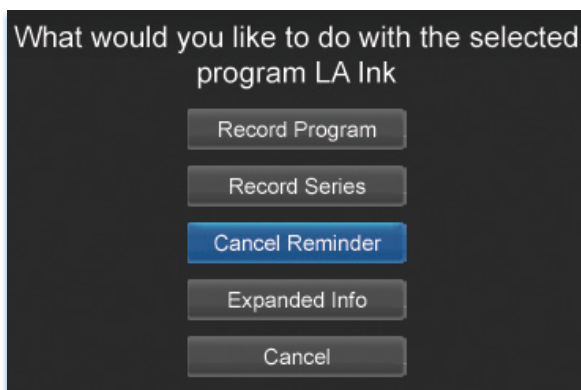 What would you like to do with the selected
program LA Ink
Record Program
Record Series
Cancel Reminder
Expanded Info
Cancel